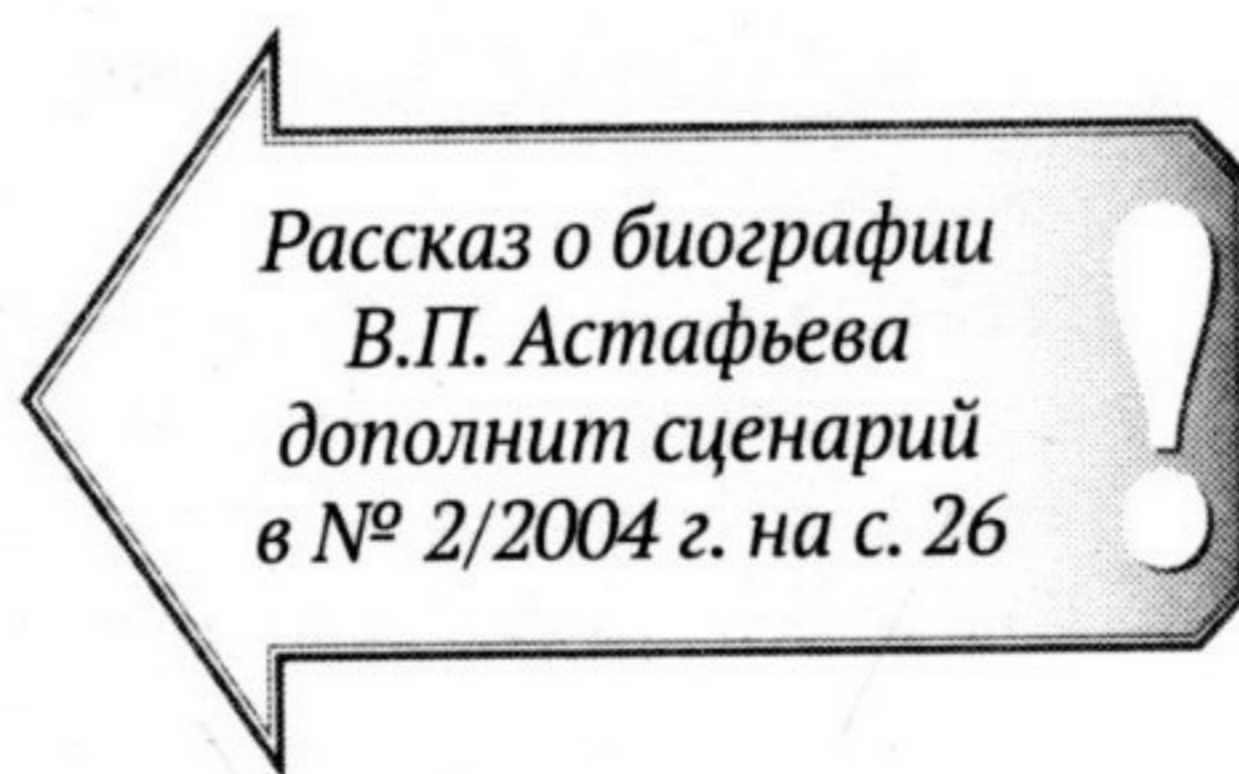 Рассказ о биографии
В.П. Астафьева
дополнит сценарий
в № 2/2004 г. на с. 26
!